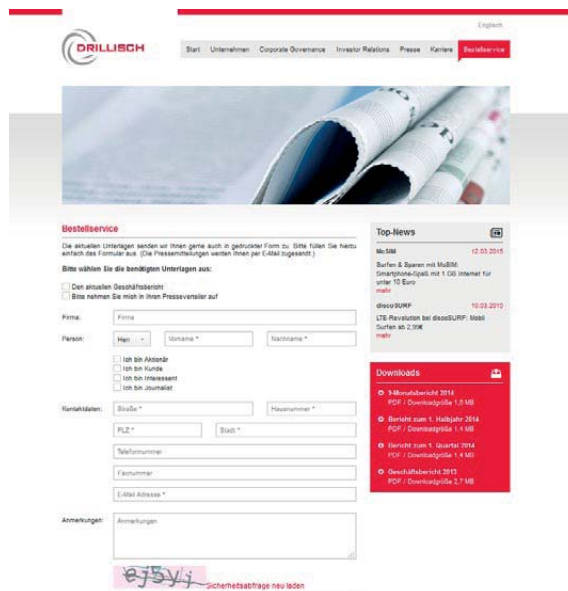 Englisch
DRILLISCH
Start Unternehmen Corporate Governance Investor Relations Presse Karriere Bestellservice
Bestellservice
Die aktuellen Unterlagen senden wir Ihnen gerne auch in gedruckter Form zu. Bitte füllen Sie hierzu
einfach das Formular aus. (Die Pressemitteilungen werden Ihnen per E-Mail zugesandt.)
Bitte wählen Sie die benötigten Unterlagen aus:
Den aktuellen Geschäftsbericht
Bitte nehmen Sie mich in Ihren Presseverteiler auf
Firma: Firma
Person: Herr Vorname * Nachname *
Ich bin Aktionär
Ich bin Kunde
Ich bin Interessent
Ich bin Journalist
Kontaktdaten: Straße * Hausnummer *
PLZ * Stadt *
Telefonnummer
Faxnummer
E-Mail Adresse *
Anmerkungen: Anmerkungen
Sicherheitsabfrage neu laden
Top-News
McSIM 12.03.2015
Surfen & Sparen mit McSIM:
Smartphone-Spaß mit 1 GB Internet für
unter 10 Euro
mehr
discoSURF 10.03.2015
LTE-Revolution bei discoSURF: Mobil
Surfen ab 2,99€
mehr
Downloads
9-Monatsbericht 2014
PDF / Downloadgröße 1,8 MB
Bericht zum 1. Halbjahr 2014
PDF / Downloadgröße 1,4 MB
Bericht zum 1. Quartal 2014
PDF / Downloadgröße 1,4 MB
Geschäftsbericht 2013
PDF / Downloadgröße 2,7 MB